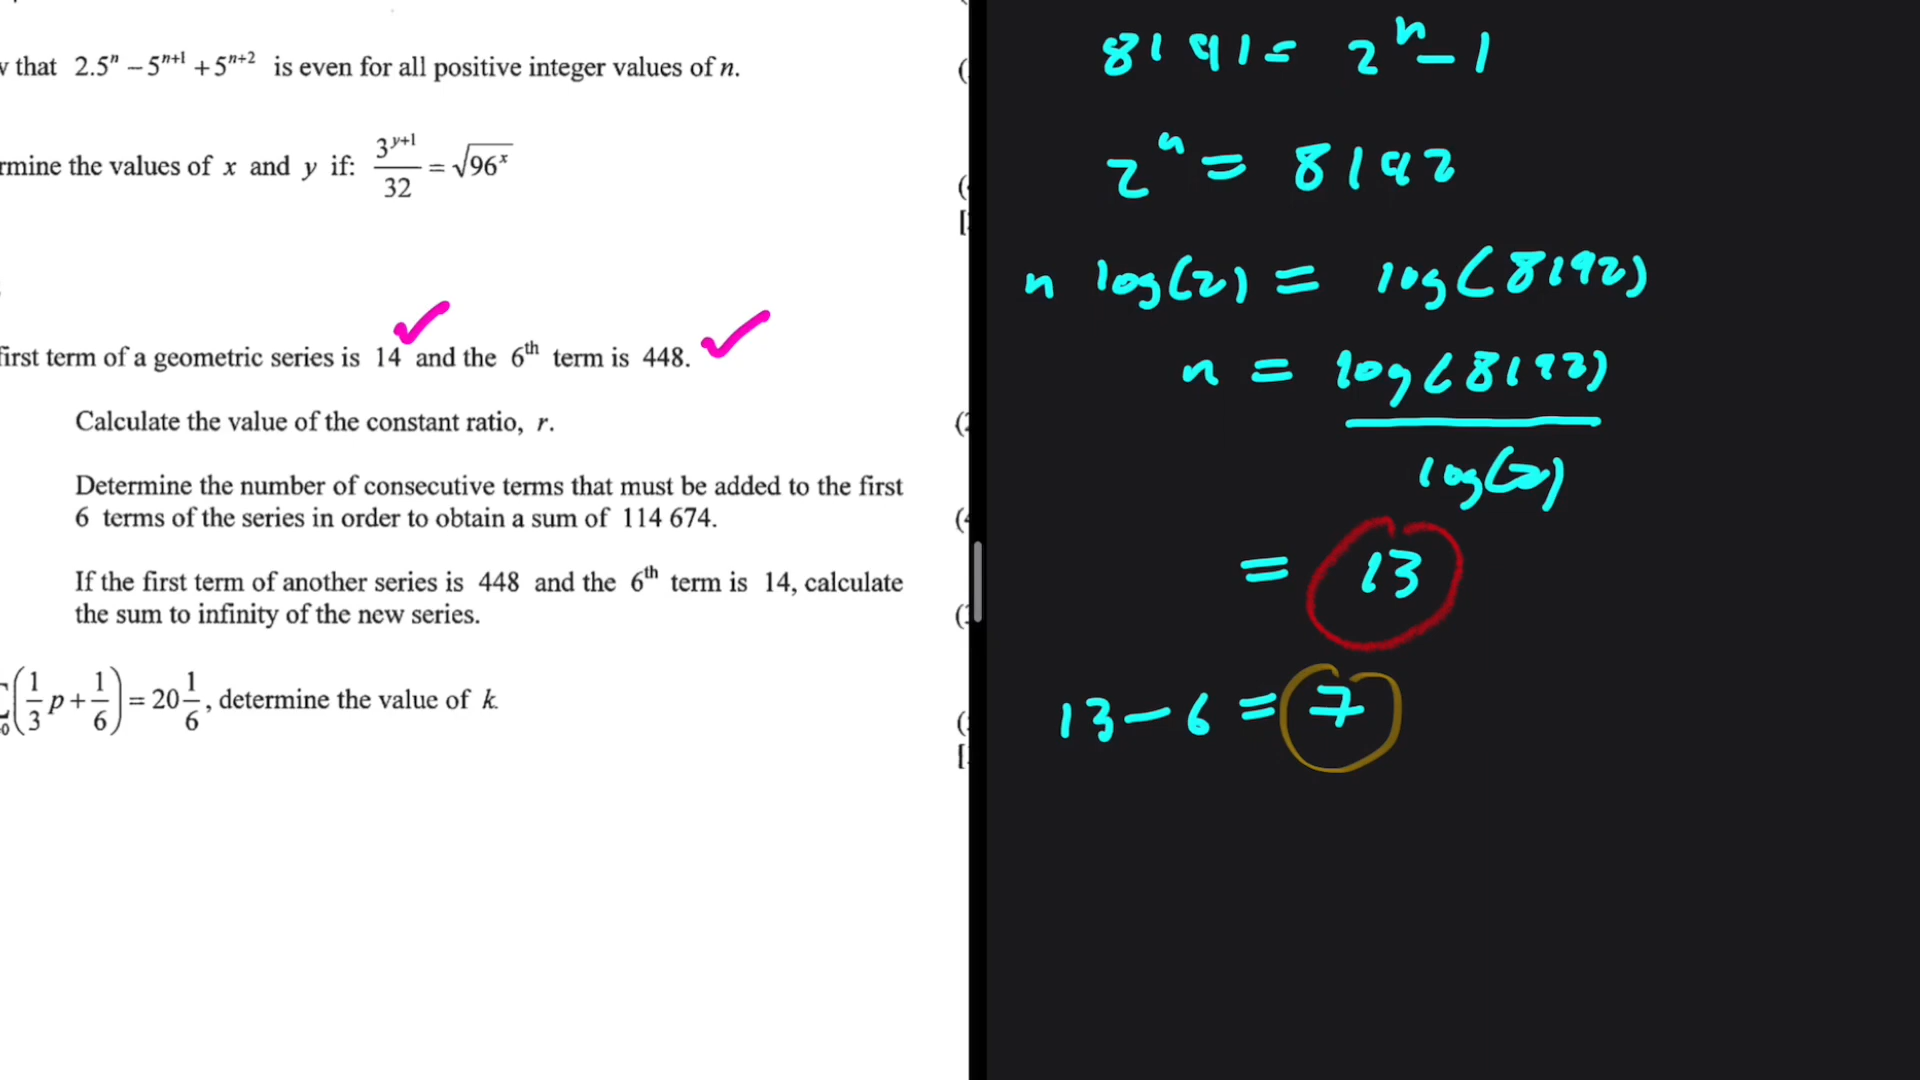 that 2.5ⁿ – 5ⁿ⁺¹ + 5ⁿ⁺² is even for all positive integer values of n. (
rmine the values of x and y if: 3ʸ⁺¹/32 = √96ˣ (
[
first term of a geometric series is 14 and the 6th term is 448.
Calculate the value of the constant ratio, r. (2
Determine the number of consecutive terms that must be added to the first
6 terms of the series in order to obtain a sum of 114 674. (4
If the first term of another series is 448 and the 6th term is 14, calculate
the sum to infinity of the new series. (
(1/3 p + 1/6) = 20 1/6, determine the value of k. (
[
8191 = 2ⁿ – 1
2ⁿ = 8192
n log(2) = log(8192)
n = log(8192)/log(2)
= 13
13 – 6 = 7